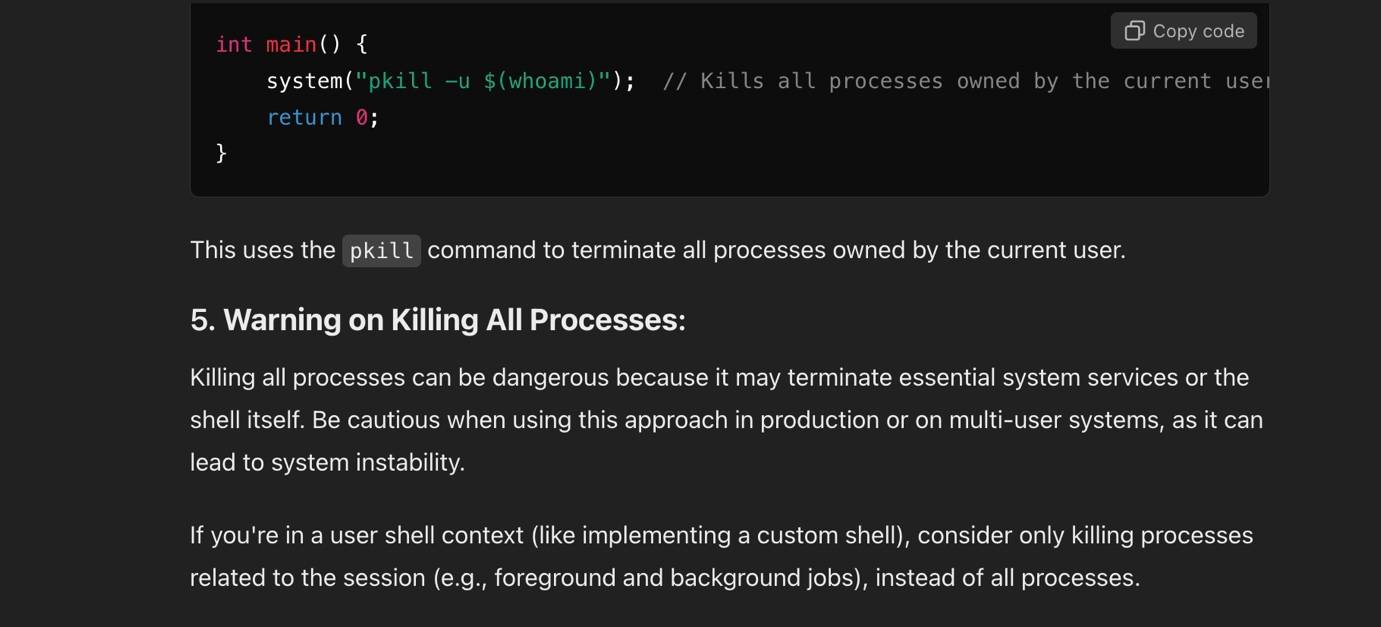 Copy code
int main() {
    system("pkill -u $(whoami)");  // Kills all processes owned by the current user
    return 0;
}
This uses the pkill command to terminate all processes owned by the current user.
5. Warning on Killing All Processes:
Killing all processes can be dangerous because it may terminate essential system services or the
shell itself. Be cautious when using this approach in production or on multi-user systems, as it can
lead to system instability.
If you're in a user shell context (like implementing a custom shell), consider only killing processes
related to the session (e.g., foreground and background jobs), instead of all processes.